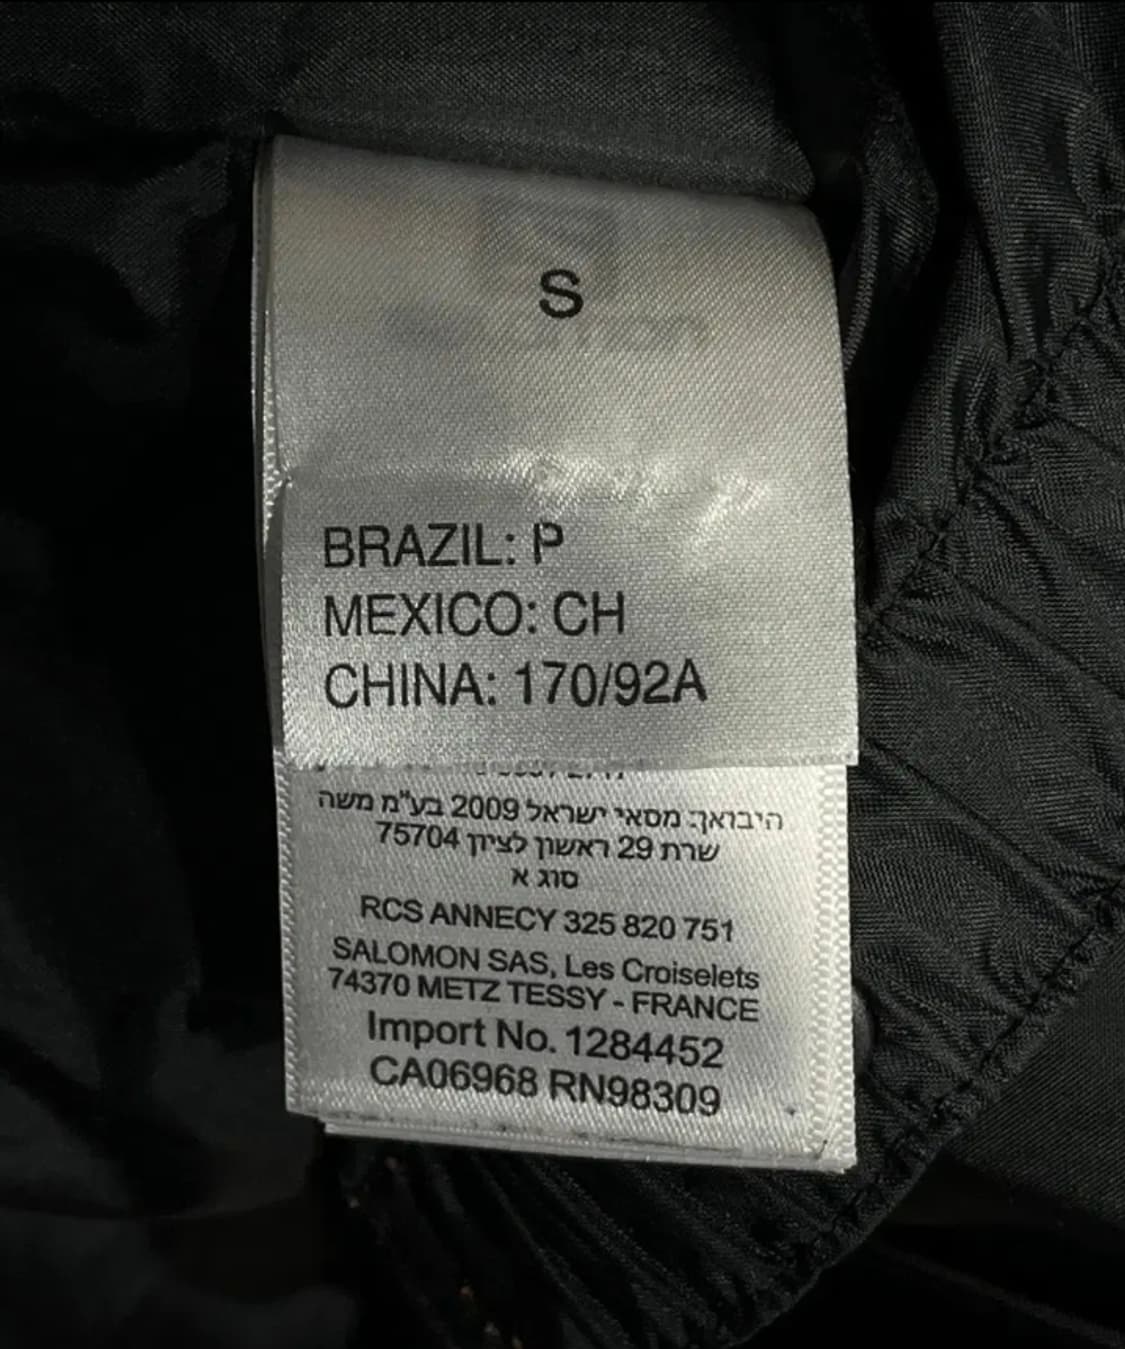 S
BRAZIL: P
MEXICO: CH
CHINA: 170/92A
היבואן: מסאי ישראל 2009 בע"מ משה
שרת 29 ראשון לציון 75704
סוג א
RCS ANNECY 325 820 751
SALOMON SAS, Les Croiselets
74370 METZ TESSY - FRANCE
Import No. 1284452
CA06968 RN98309